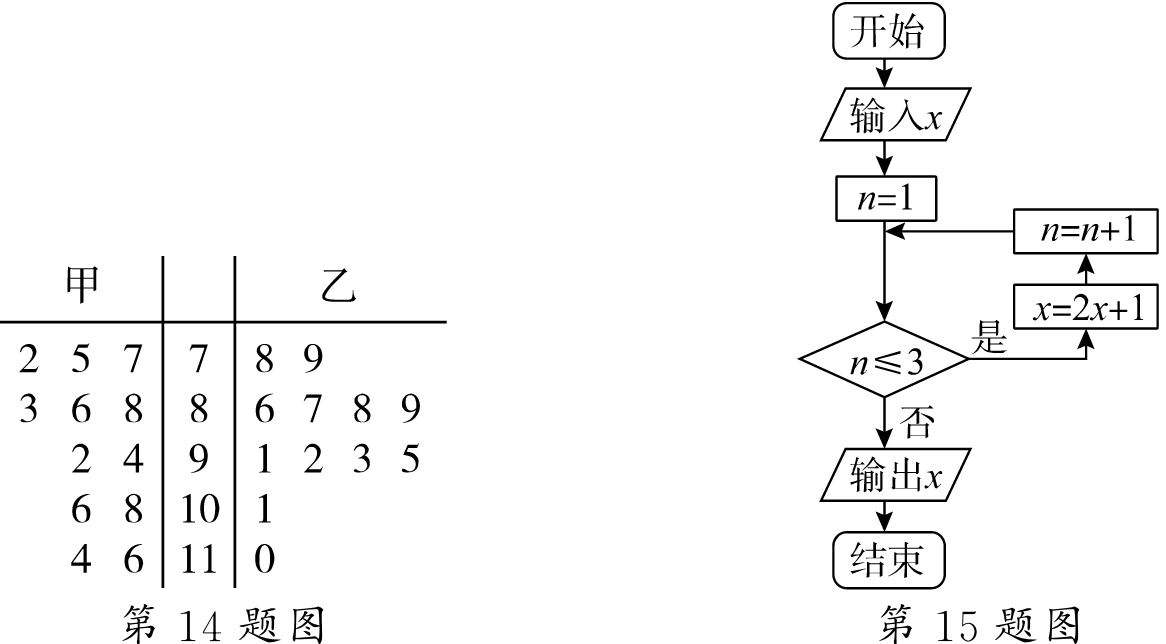 甲 乙
2 5 7 7 8 9
3 6 8 8 6 7 8 9
2 4 9 1 2 3 5
6 8 10 1
4 6 11 0
第 14 题图
开始
输入x
n=1
n=n+1
x=2x+1
n≤3
是
否
输出x
结束
第 15 题图